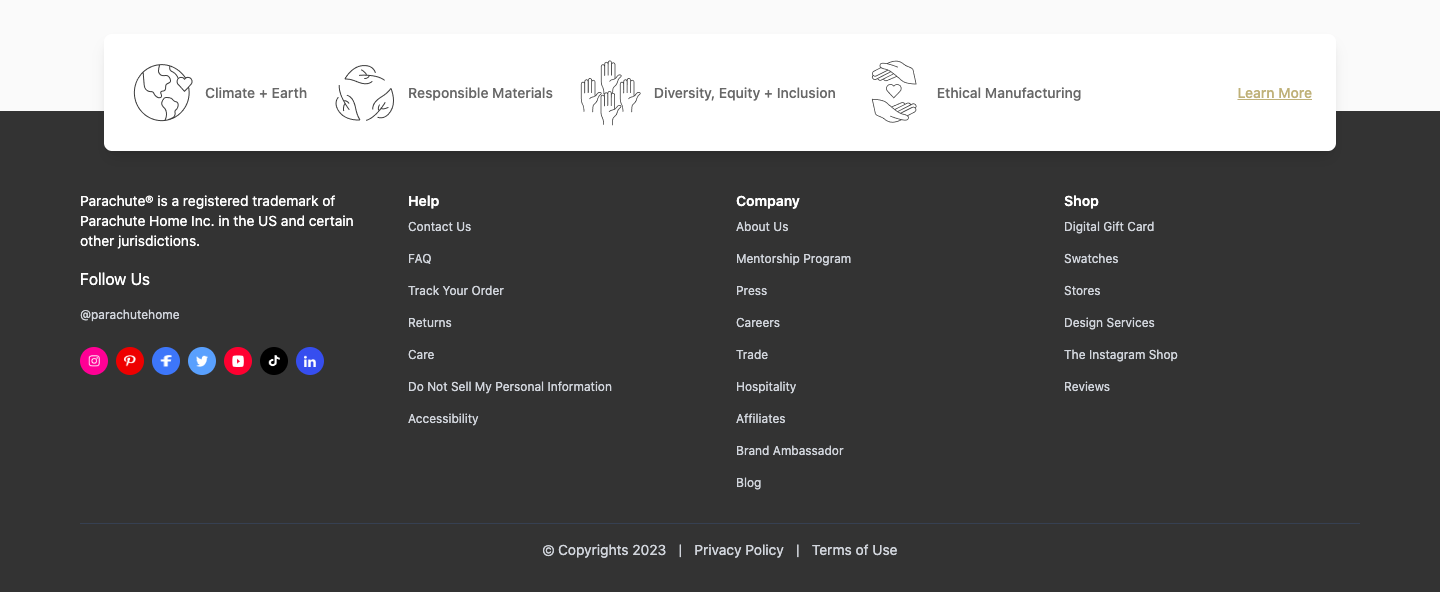 Climate + Earth
Responsible Materials
Diversity, Equity + Inclusion
Ethical Manufacturing
Learn More
Parachute® is a registered trademark of
Parachute Home Inc. in the US and certain
other jurisdictions.
Follow Us
@parachutehome
Help
Contact Us
FAQ
Track Your Order
Returns
Care
Do Not Sell My Personal Information
Accessibility
Company
About Us
Mentorship Program
Press
Careers
Trade
Hospitality
Affiliates
Brand Ambassador
Blog
Shop
Digital Gift Card
Swatches
Stores
Design Services
The Instagram Shop
Reviews
© Copyrights 2023 | Privacy Policy | Terms of Use